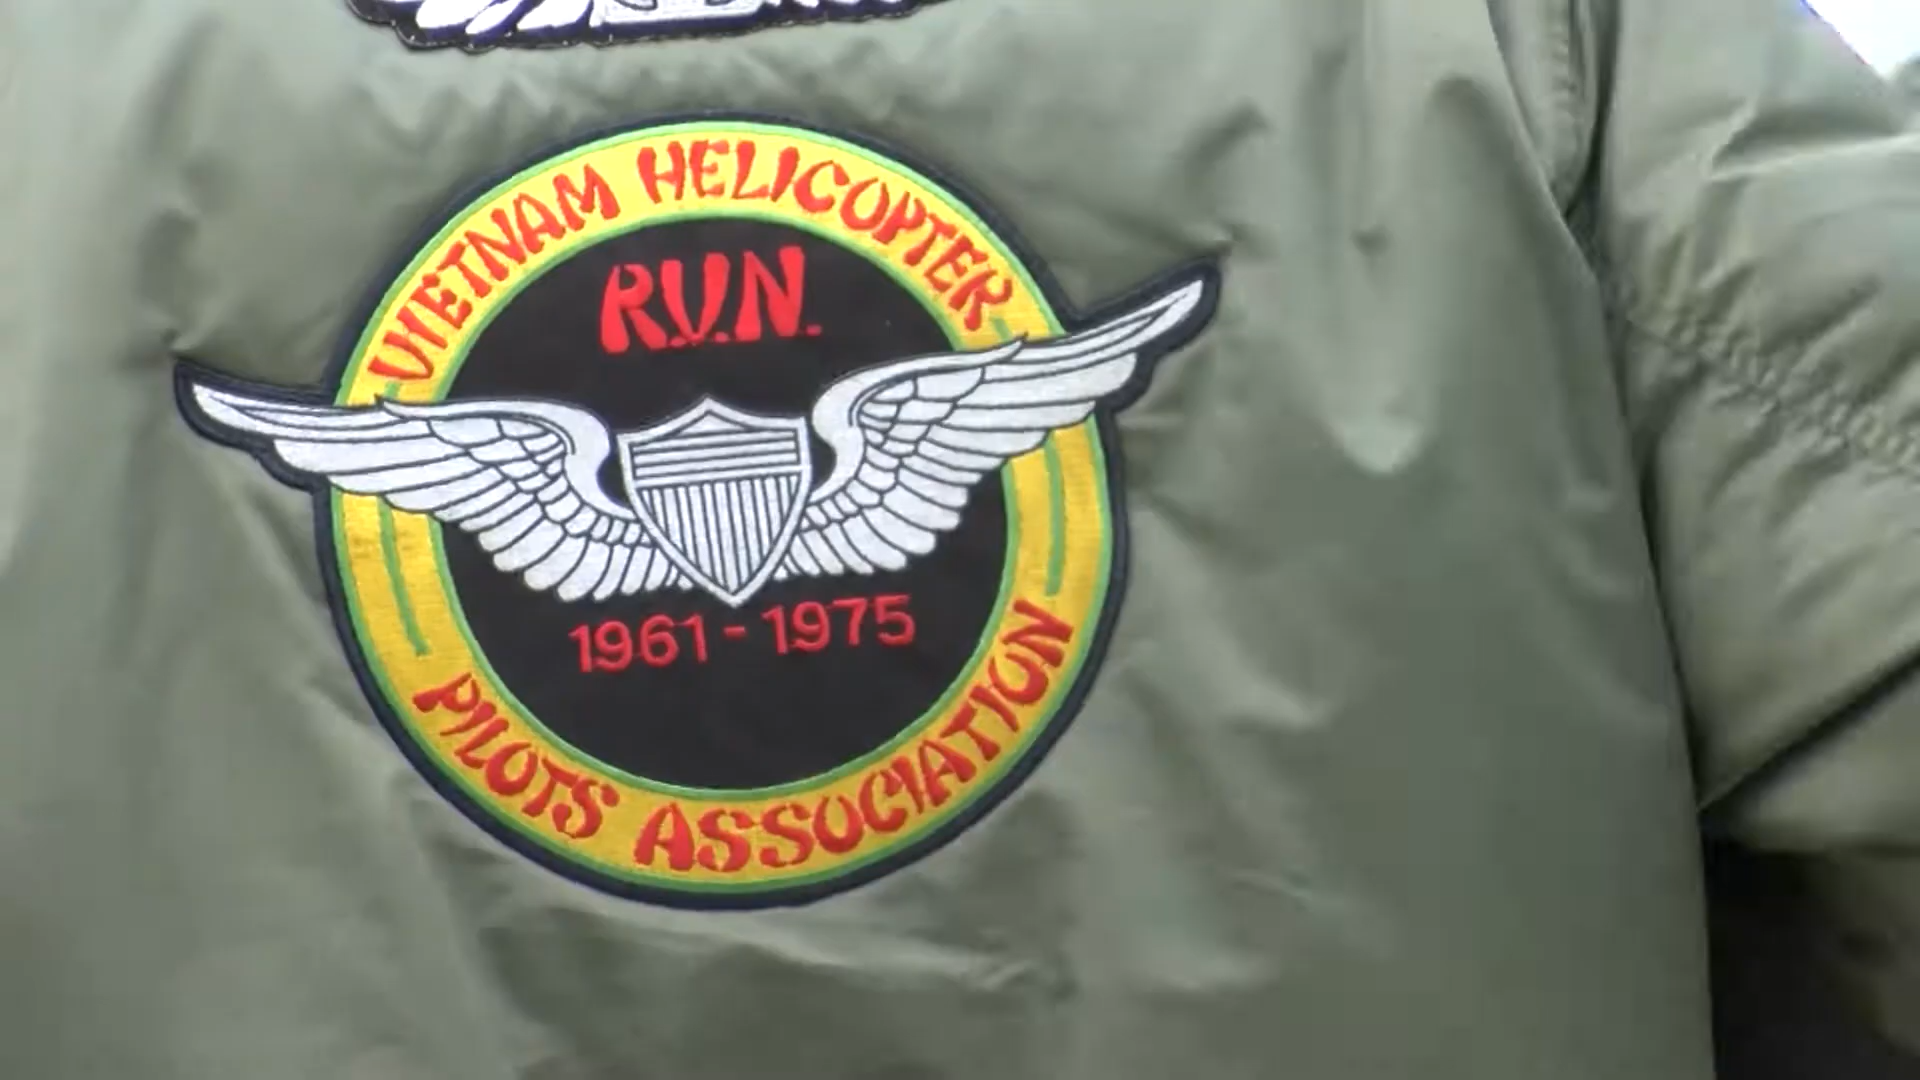 VIETNAM HELICOPTER
R.V.N.
1961-1975
PILOTS ASSOCIATION